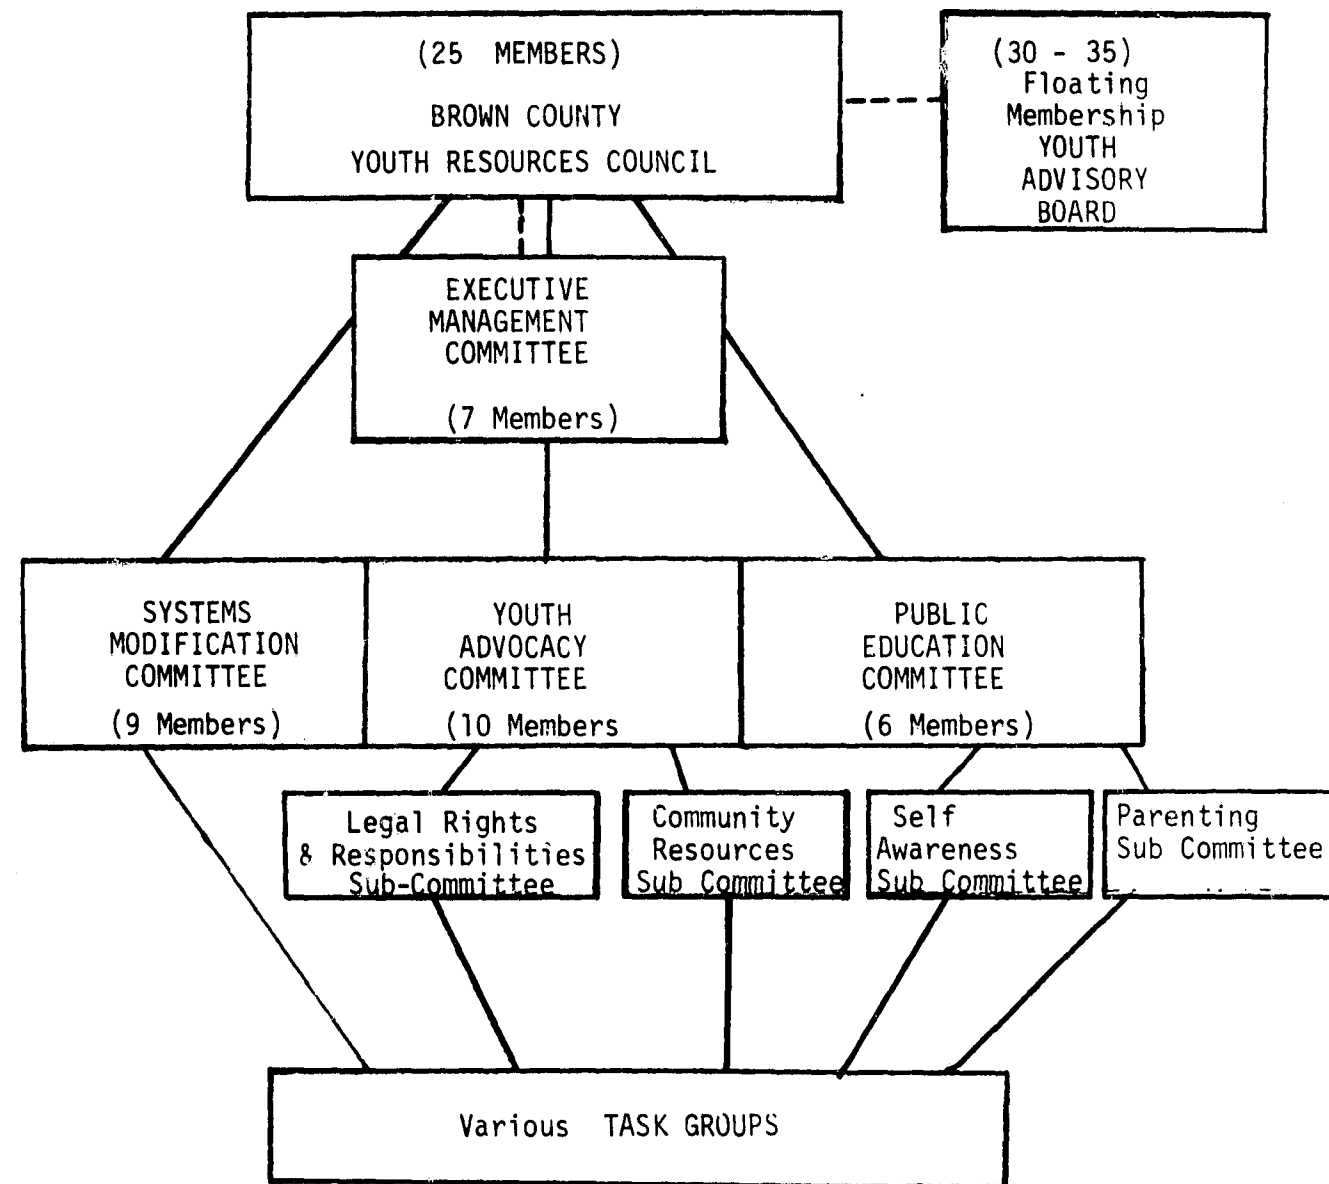 (25 MEMBERS)
BROWN COUNTY
YOUTH RESOURCES COUNCIL
(30 - 35)
Floating
Membership
YOUTH
ADVISORY
BOARD
EXECUTIVE
MANAGEMENT
COMMITTEE
(7 Members)
SYSTEMS
MODIFICATION
COMMITTEE
(9 Members)
YOUTH
ADVOCACY
COMMITTEE
(10 Members
PUBLIC
EDUCATION
COMMITTEE
(6 Members)
Legal Rights
& Responsibilities
Sub-Committee
Community
Resources
Sub Committee
Self
Awareness
Sub Committee
Parenting
Sub Committee
Various TASK GROUPS